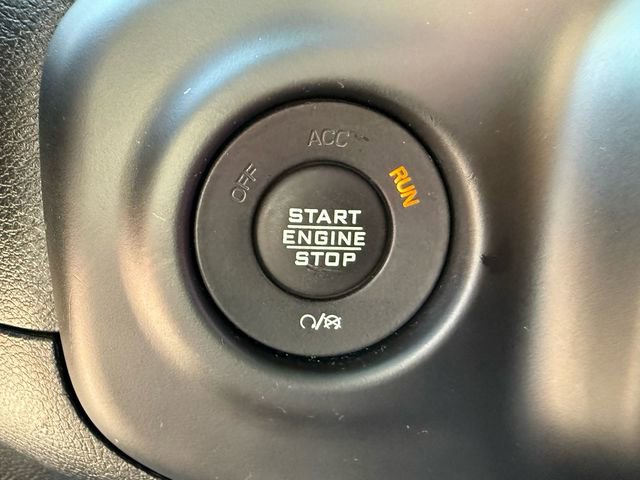 OFF
ACC
RUN
START
ENGINE
STOP